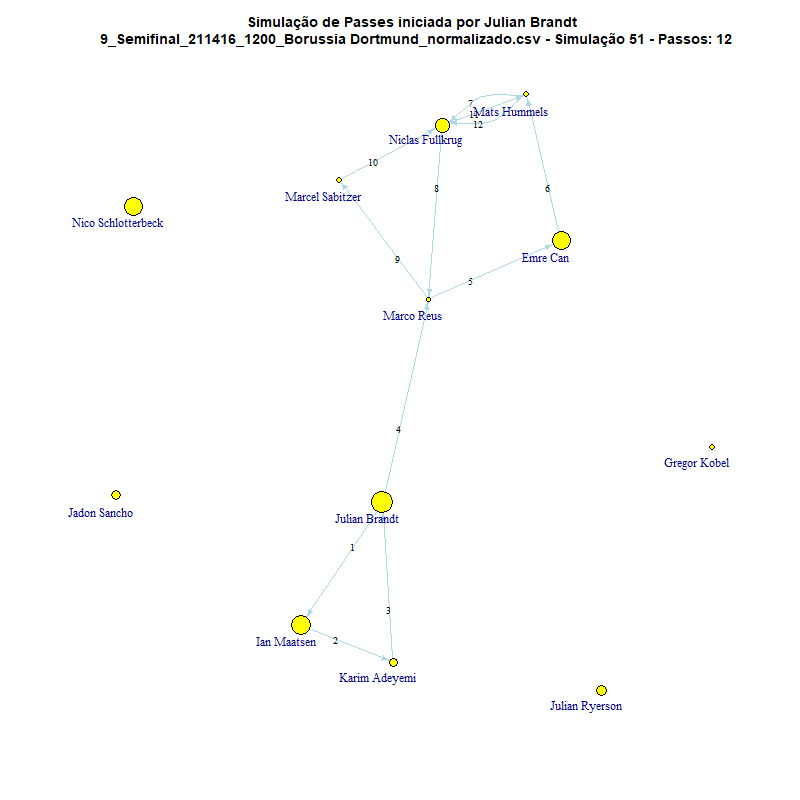 Simulação de Passes iniciada por Julian Brandt
9_Semifinal_211416_1200_Borussia Dortmund_normalizado.csv - Simulação 51 - Passos: 12
7
Mats Hummels
11
12
Niclas Fullkrug
10
Marcel Sabitzer
8
6
Nico Schlotterbeck
Emre Can
9
5
Marco Reus
4
Gregor Kobel
Jadon Sancho
Julian Brandt
1
3
Ian Maatsen
2
Karim Adeyemi
Julian Ryerson